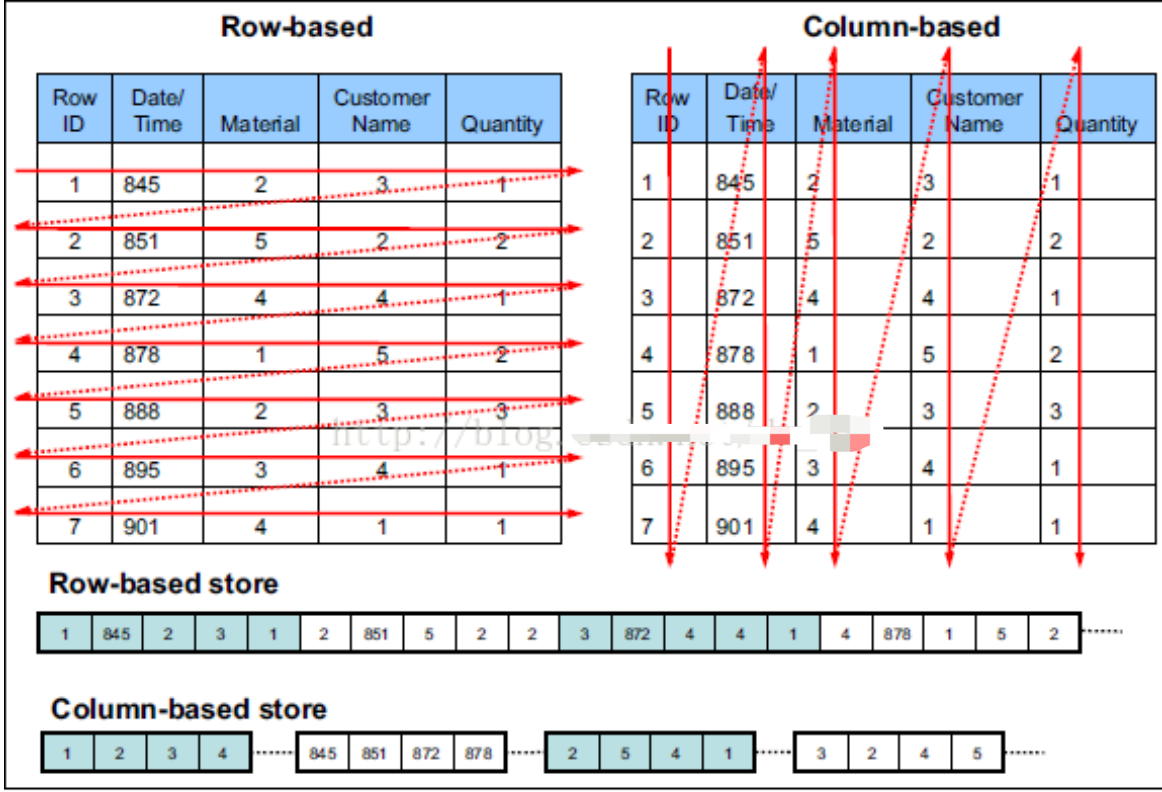 Row-based
Row ID Date/ Time Material Customer Name Quantity
1 845 2 3 1
2 851 5 2 2
3 872 4 4 1
4 878 1 5 2
5 888 2 3 3
6 895 3 4 1
7 901 4 1 1
Column-based
Row ID Date/ Time Material Customer Name Quantity
1 845 2 3 1
2 851 5 2 2
3 872 4 4 1
4 878 1 5 2
5 888 2 3 3
6 895 3 4 1
7 901 4 1 1
http://blog.
Row-based store
1 845 2 3 1 2 851 5 2 2 3 872 4 4 1 4 878 1 5 2
Column-based store
1 2 3 4 845 851 872 878 2 5 4 1 3 2 4 5